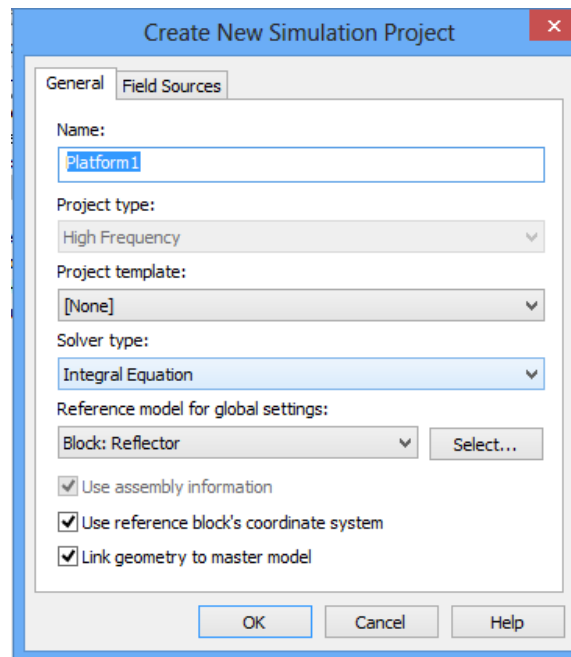 Create New Simulation Project
General Field Sources
Name:
Platform1
Project type:
High Frequency
Project template:
[None]
Solver type:
Integral Equation
Reference model for global settings:
Block: Reflector Select...
Use assembly information
Use reference block's coordinate system
Link geometry to master model
OK Cancel Help